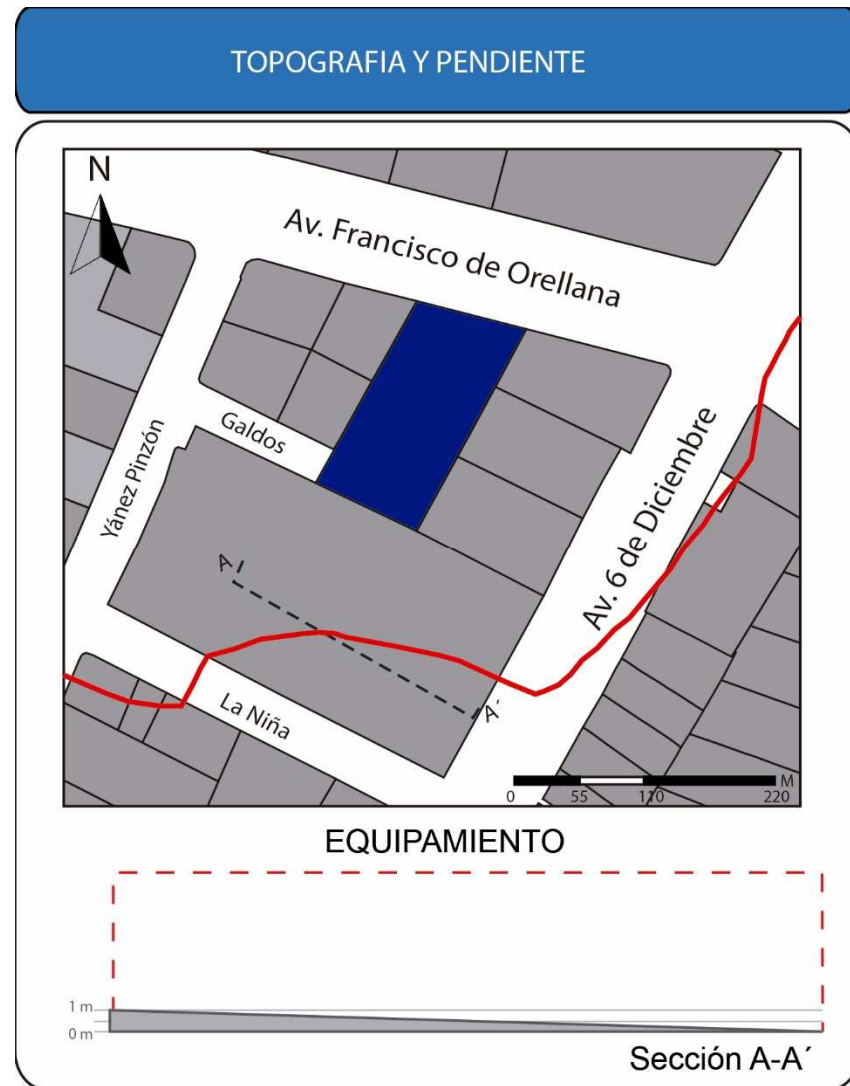 TOPOGRAFIA Y PENDIENTE
N
Av. Francisco de Orellana
Galdos
Yánez Pinzón
Av. 6 de Diciembre
A
A´
La Niña
M
0 55 110 220
EQUIPAMIENTO
1 m
0 m
Sección A-A´